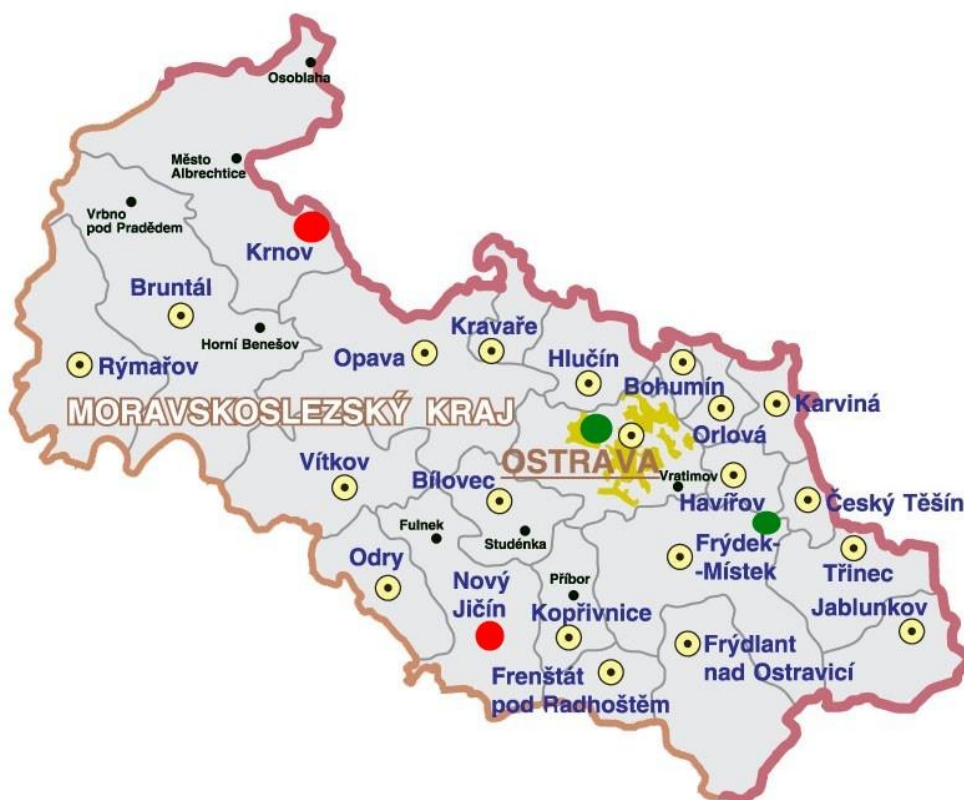 Osoblaha
Město
Albrechtice
Vrbno
pod Pradědem
Krnov
Bruntál
Horní Benešov
Rýmařov
Opava
Kravaře
Hlučín
Bohumín
Karviná
Orlová
MORAVSKOSLEZSKÝ KRAJ
OSTRAVA
Vítkov
Bílovec
Vratimov
Havířov
Český Těšín
Fulnek
Studénka
Odry
Frýdek-
-Místek
Třinec
Nový
Jičín
Příbor
Kopřivnice
Jablunkov
Frýdlant
nad Ostravicí
Frenštát
pod Radhoštěm